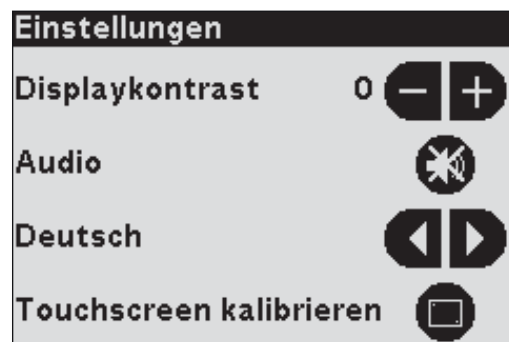 Einstellungen
Displaykontrast 0 - +
Audio
Deutsch
Touchscreen kalibrieren